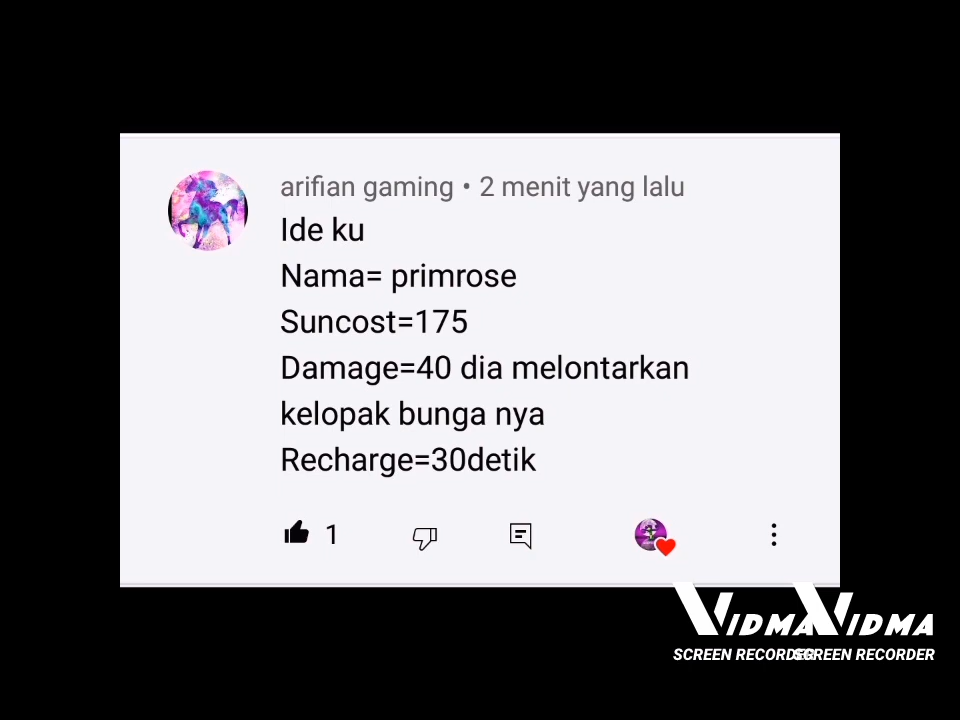 arifian gaming • 2 menit yang lalu
Ide ku
Nama= primrose
Suncost=175
Damage=40 dia melontarkan
kelopak bunga nya
Recharge=30detik
1
VIDMA VIDMA
SCREEN RECORDER SCREEN RECORDER